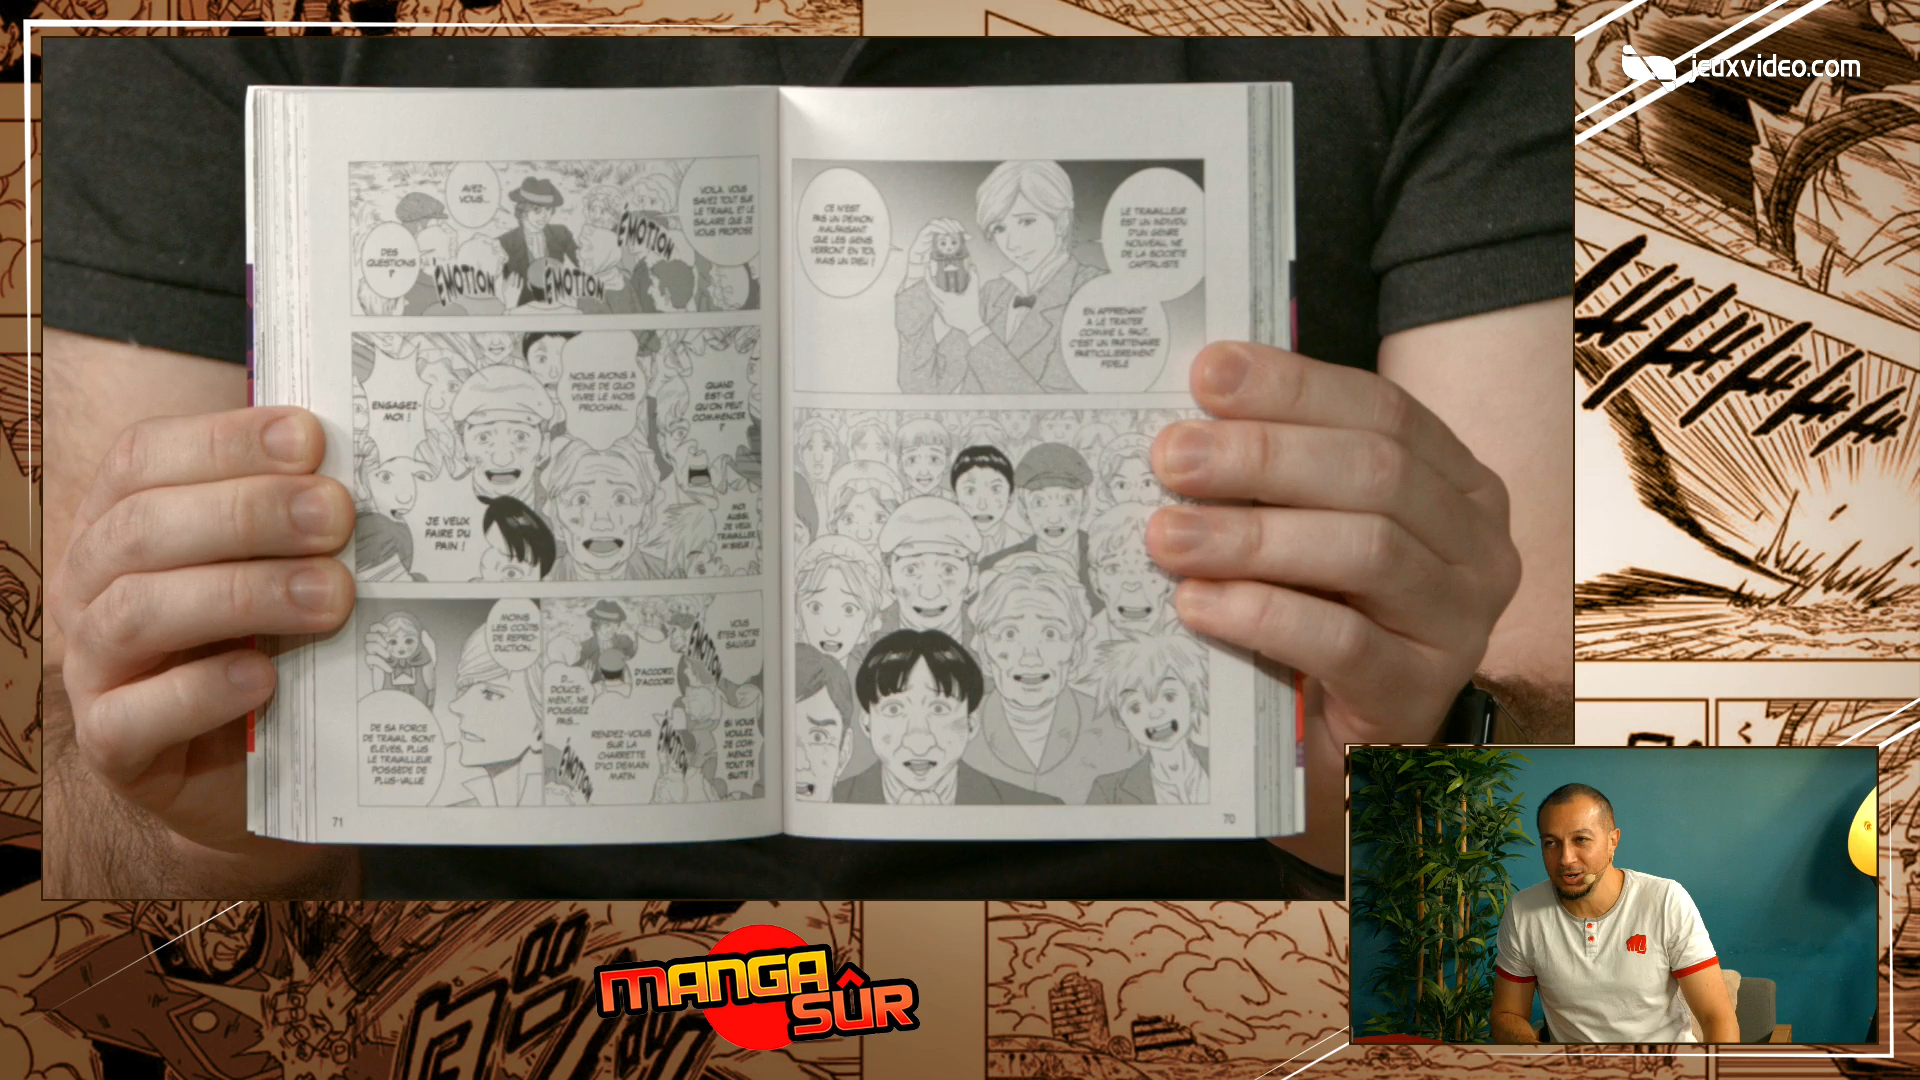 jeuxvideo.com
LE TRAVAILLEUR
EST UN INDIVIDU
D'UN GENRE
NOUVEAU, NÉ
DE LA SOCIÉTÉ
CAPITALISTE
EN APPRENANT
À LE TRAITER
COMME IL FAUT,
C'EST UN PARTENAIRE
PARTICULIÈREMENT
FIDÈLE
CE N'EST
PAS UN DÉMON
MALFAISANT
QUE LES GENS
VERRONT EN TOI,
MAIS UN DIEU !
70
VOILÀ, VOUS
SAVEZ TOUT SUR
LE TRAVAIL ET LE
SALAIRE QUE JE
VOUS PROPOSE
AVEZ-
VOUS...
DES
QUESTIONS
?
ÉMOTION
ÉMOTION
ÉMOTION
QUAND
EST-CE
QU'ON PEUT
COMMENCER
?
NOUS AVONS À
PEINE DE QUOI
VIVRE LE MOIS
PROCHAIN...
ENGAGEZ-
MOI !
MOI
AUSSI,
JE VEUX
TRAVAILLER
M'SIEUR !
JE VEUX
FAIRE DU
PAIN !
VOUS
ÊTES NOTRE
SAUVEUR
ÉMOTION
D'ACCORD,
D'ACCORD
D...
DOUCE-
MENT, NE
POUSSEZ
PAS...
SI VOUS
VOULEZ,
JE COM-
MENCE
TOUT DE
SUITE !
RENDEZ-VOUS
SUR LA
CHARRETTE
D'ICI DEMAIN
MATIN
ÉMOTION
ÉMOTION
MOINS
LES COÛTS
DE REPRO-
DUCTION...
DE SA FORCE
DE TRAVAIL SONT
ÉLEVÉS, PLUS
LE TRAVAILLEUR
POSSÈDE DE
PLUS-VALUE
71
MANGA
SÛR